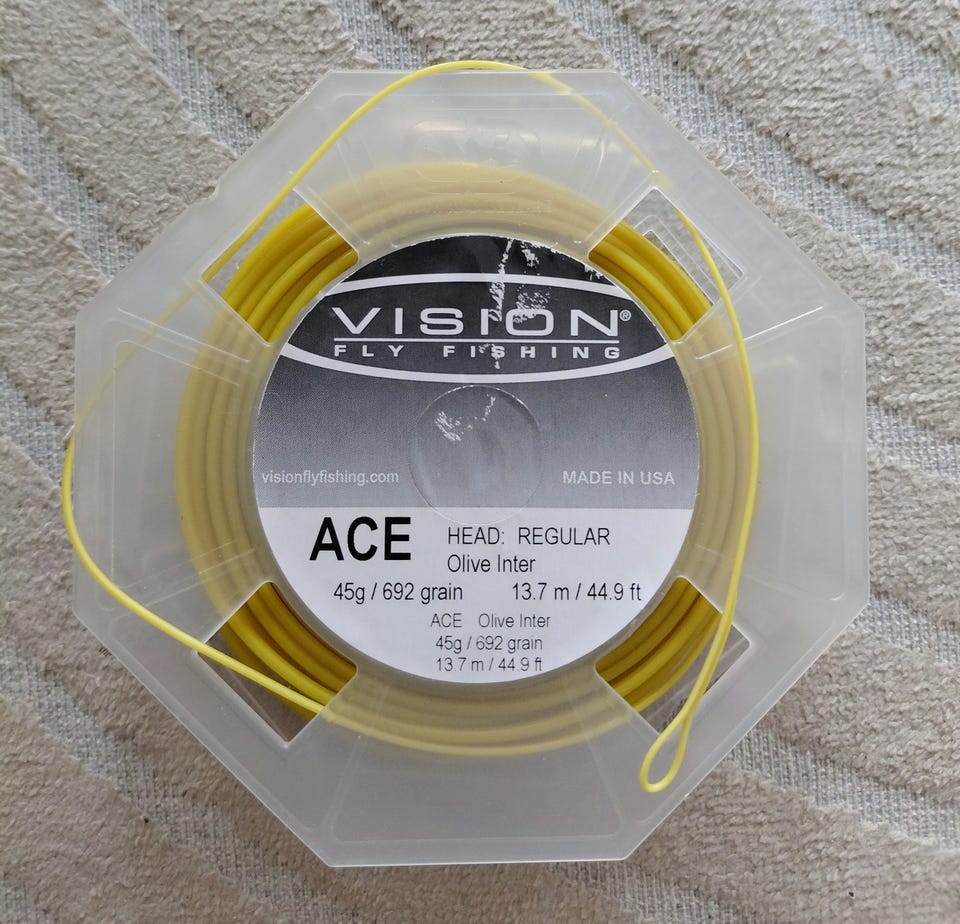 VISION®
FLY FISHING
visionflyfishing.com MADE IN USA
ACE HEAD: REGULAR
Olive Inter
45g / 692 grain 13.7 m / 44.9 ft
ACE Olive Inter
45g / 692 grain
13.7 m / 44.9 ft